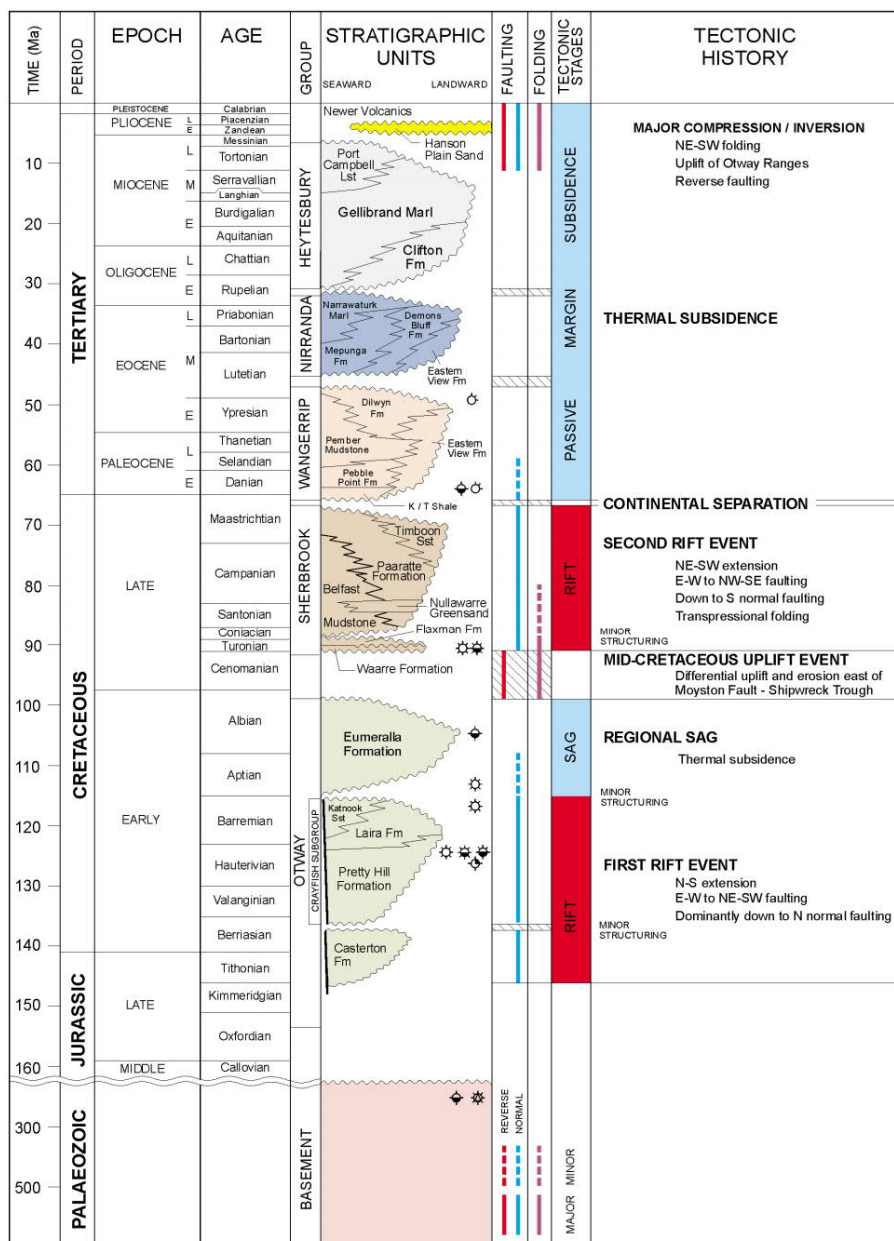 TIME (Ma)
PERIOD
EPOCH
AGE
GROUP
STRATIGRAPHIC
UNITS
SEAWARD
LANDWARD
FAULTING
FOLDING
TECTONIC
STAGES
TECTONIC
HISTORY
10
20
30
40
50
60
70
80
90
100
110
120
130
140
150
160
300
500
TERTIARY
CRETACEOUS
JURASSIC
PALAEOZOIC
PLEISTOCENE
PLIOCENE
L
E
MIOCENE
L
M
E
OLIGOCENE
L
E
EOCENE
L
M
E
PALEOCENE
L
E
LATE
EARLY
LATE
MIDDLE
Calabrian
Piacenzian
Zanclean
Messinian
Tortonian
Serravallian
Langhian
Burdigalian
Aquitanian
Chattian
Rupelian
Priabonian
Bartonian
Lutetian
Ypresian
Thanetian
Selandian
Danian
Maastrichtian
Campanian
Santonian
Coniacian
Turonian
Cenomanian
Albian
Aptian
Barremian
Hauterivian
Valanginian
Berriasian
Tithonian
Kimmeridgian
Oxfordian
Callovian
HEYTESBURY
NIRRANDA
WANGERRIP
SHERBROOK
OTWAY
CRAYFISH SUBGROUP
BASEMENT
Newer Volcanics
Hanson
Plain Sand
Port
Campbell
Lst
Gellibrand Marl
Clifton
Fm
Narrawaturk
Marl
Demons
Bluff
Fm
Mepunga
Fm
Eastern
View Fm
Dilwyn
Fm
Pember
Mudstone
Eastern
View Fm
Pebble
Point Fm
K / T Shale
Timboon
Sst
Paaratte
Formation
Belfast
Mudstone
Nullawarre
Greensand
Flaxman Fm
Waarre Formation
Eumeralla
Formation
Katnook
Sst
Laira Fm
Pretty Hill
Formation
Casterton
Fm
REVERSE
NORMAL
MINOR
MAJOR
SUBSIDENCE
MARGIN
PASSIVE
RIFT
SAG
RIFT
MAJOR COMPRESSION / INVERSION
NE-SW folding
Uplift of Otway Ranges
Reverse faulting
THERMAL SUBSIDENCE
CONTINENTAL SEPARATION
SECOND RIFT EVENT
NE-SW extension
E-W to NW-SE faulting
Down to S normal faulting
Transpressional folding
MINOR
STRUCTURING
MID-CRETACEOUS UPLIFT EVENT
Differential uplift and erosion east of
Moyston Fault - Shipwreck Trough
REGIONAL SAG
Thermal subsidence
MINOR
STRUCTURING
FIRST RIFT EVENT
N-S extension
E-W to NE-SW faulting
Dominantly down to N normal faulting
MINOR
STRUCTURING